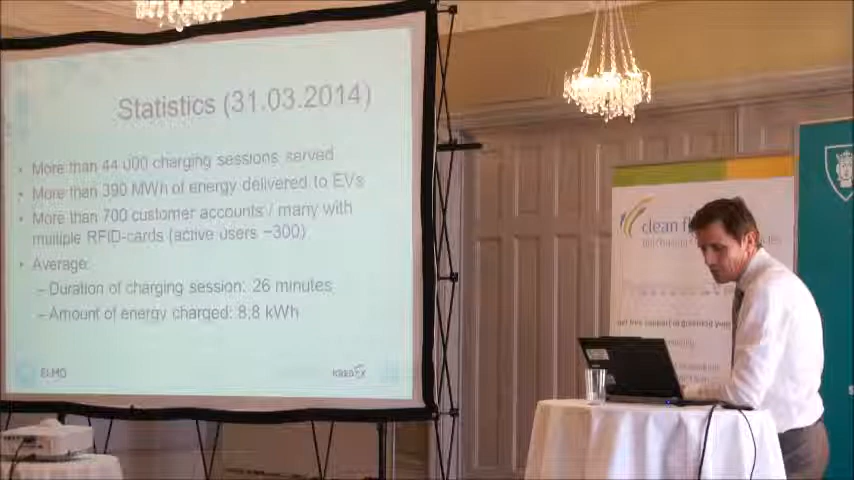 Statistics (31.03.2014)
• More than 44 000 charging sessions served
• More than 390 MWh of energy delivered to EVs
• More than 700 customer accounts / many with
multiple RFID-cards (active users ~300)
• Average:
– Duration of charging session: 26 minutes
– Amount of energy charged: 8,8 kWh
ELMO
KREDEX
clean